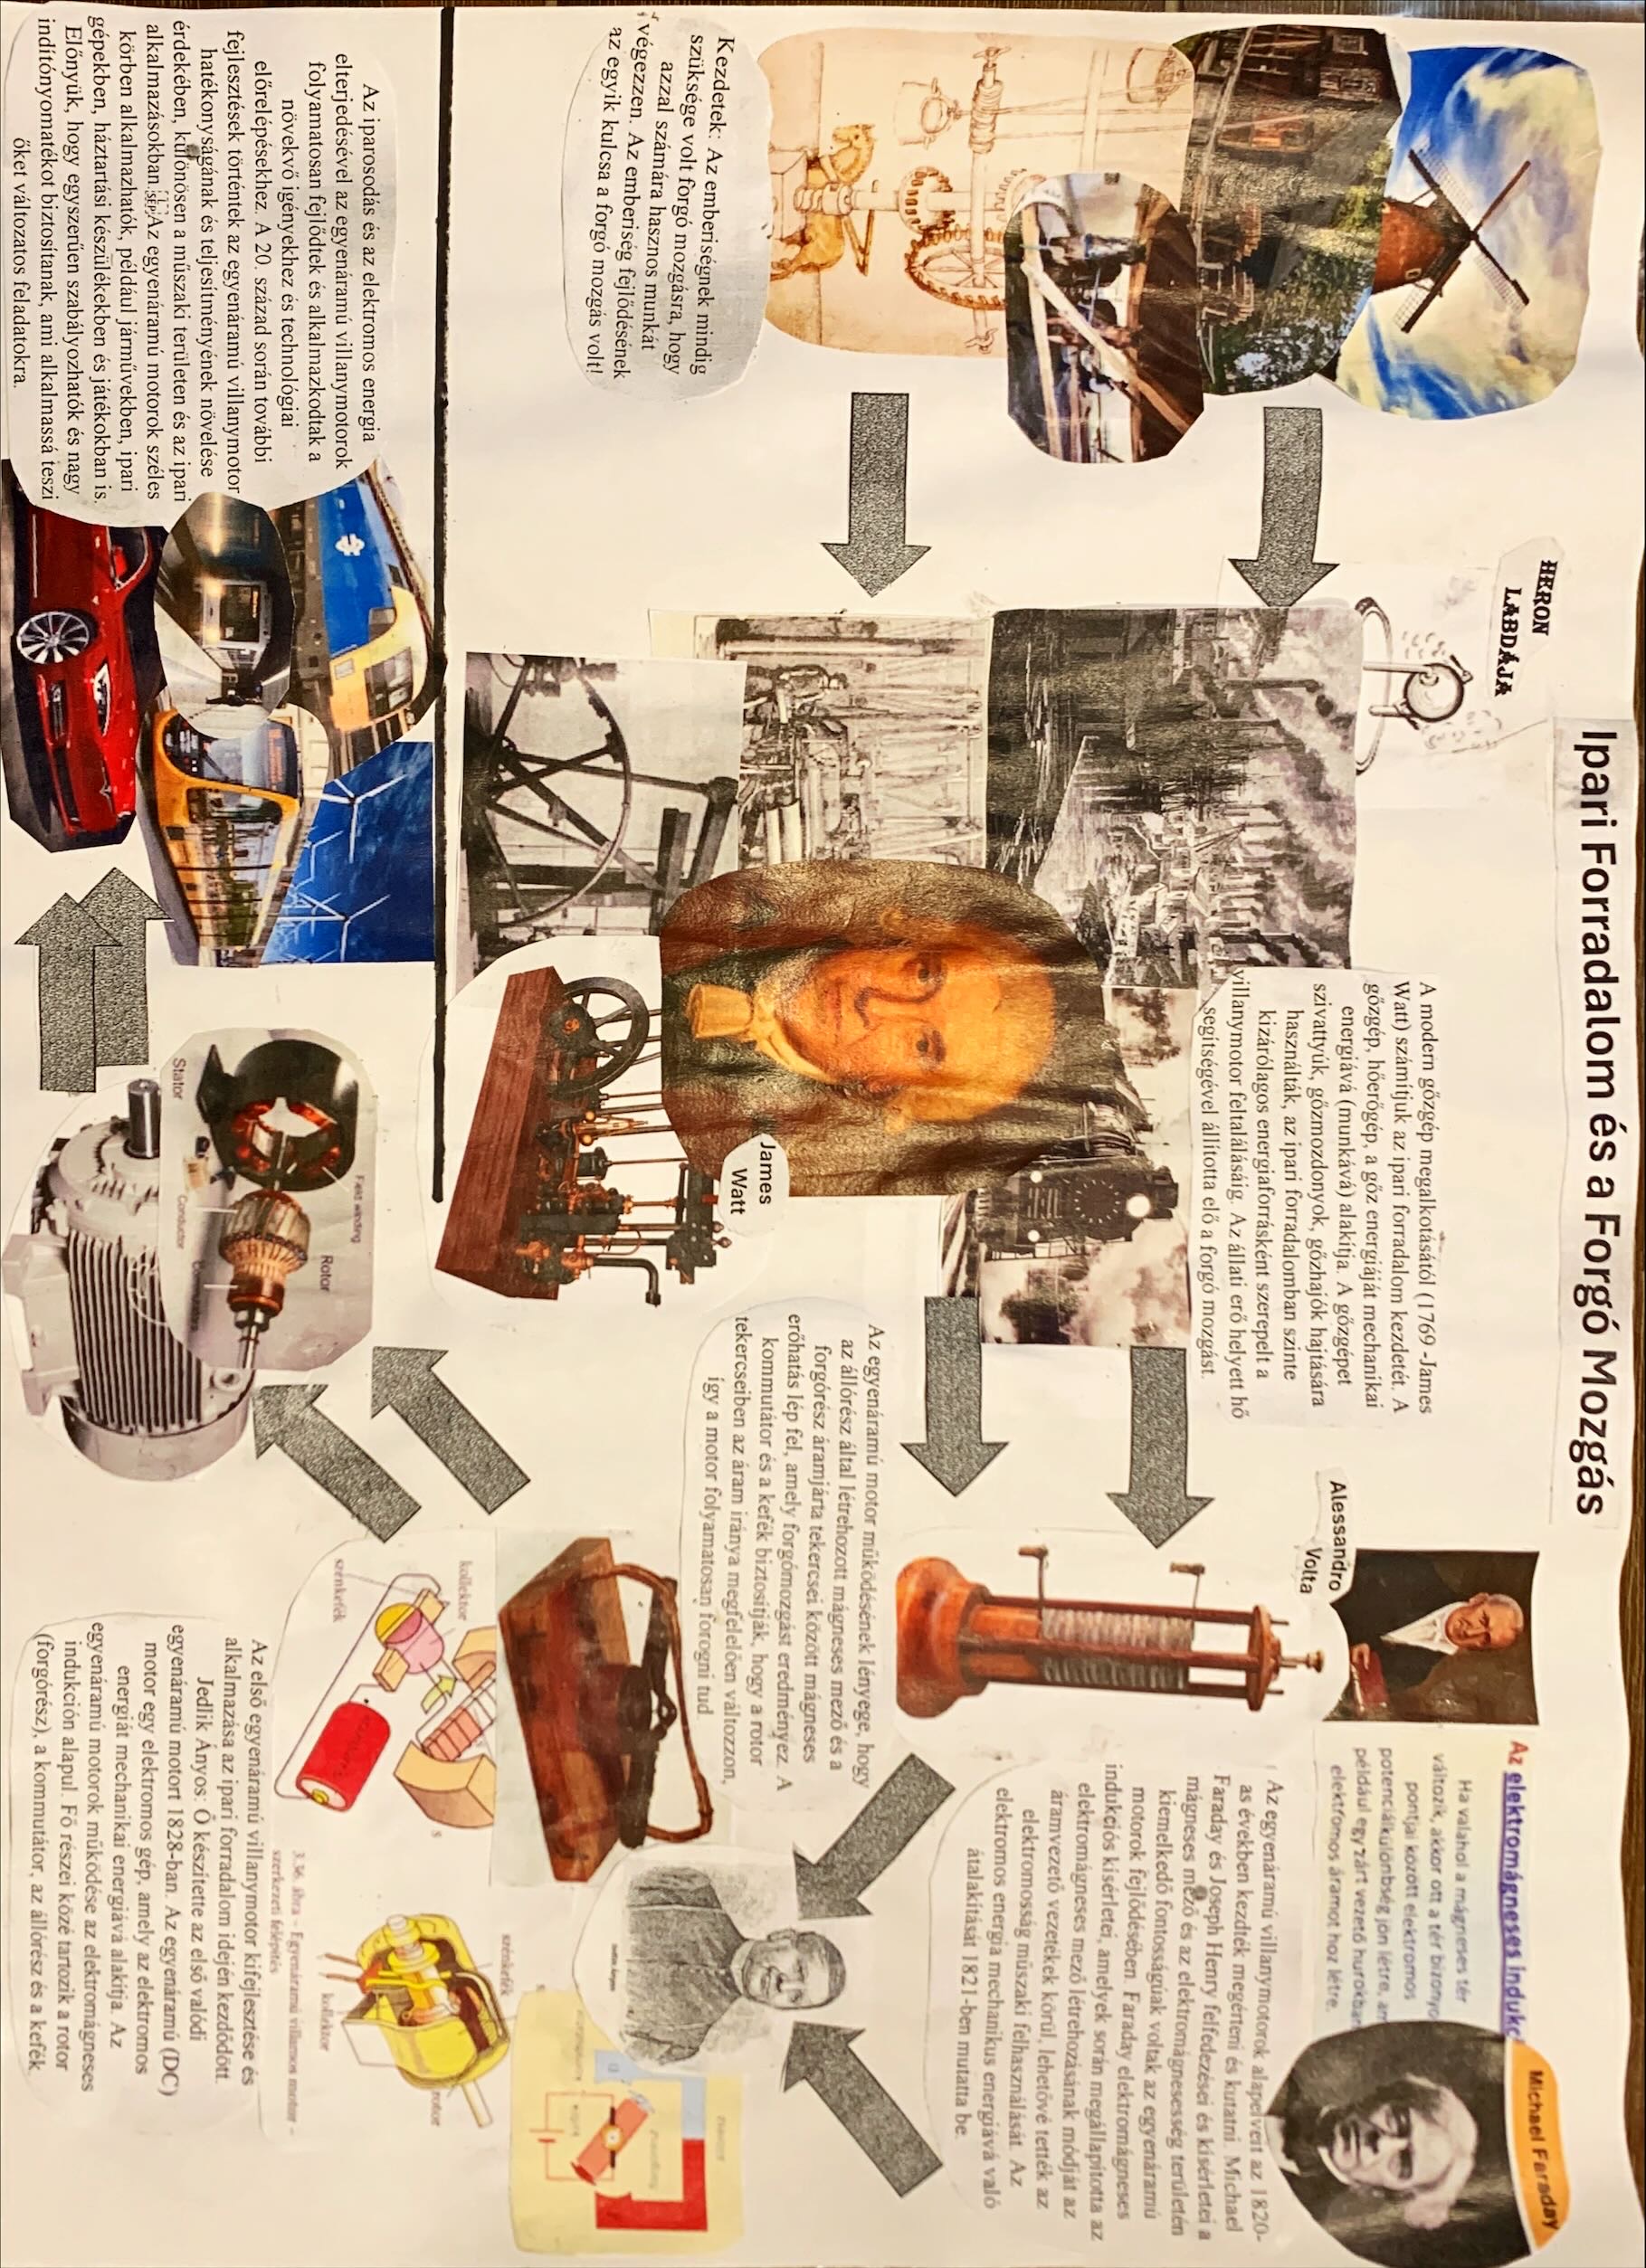 Ipari Forradalom és a Forgó Mozgás
HERON
LABDÁJA
Kezdetek: Az emberiségnek mindig
szüksége volt forgó mozgásra, hogy
azzal számára hasznos munkát
végezzen. Az emberiség fejlődésének
az egyik kulcsa a forgó mozgás volt!
A modern gőzgép megalkotásától (1769 -James
Watt) számítjuk az ipari forradalom kezdetét. A
gőzgép, hőerőgép, a gőz energiáját mechanikai
energiává (munkává) alakítja. A gőzgépet
szivattyúk, gőzmozdonyok, gőzhajók hajtására
használták, az ipari forradalomban szinte
kizárólagos energiaforrásként szerepelt a
villanymotor feltalálásáig. Az állati erő helyett hő
segítségével állította elő a forgó mozgást.
James
Watt
Alessandro
Volta
Az elektromágneses indukc
Ha valahol a mágneses tér
változik, akkor ott a tér bizonyo
pontjai között elektromos
potenciálkülönbség jön létre, am
például egy zárt vezető hurokban
elektromos áramot hoz létre.
Michael Faraday
Az egyenáramú villanymotorok alapelveit az 1820-
as években kezdték megérteni és kutatni. Michael
Faraday és Joseph Henry felfedezései és kísérletei a
mágneses mező és az elektromágnesesség területén
kiemelkedő fontosságúak voltak az egyenáramú
motorok fejlődésében. Faraday elektromágneses
indukciós kísérletei, amelyek során megállapította az
elektromágneses mező létrehozásának módját az
áramvezető vezetékek körül, lehetővé tették az
elektromosság műszaki felhasználását. Az
elektromos energia mechanikus energiává való
átalakítását 1821-ben mutatta be.
Az egyenáramú motor működésének lényege, hogy
az állórész által létrehozott mágneses mező és a
forgórész áramjárta tekercsei között mágneses
erőhatás lép fel, amely forgómozgást eredményez. A
kommutátor és a kefék biztosítják, hogy a rotor
tekercseiben az áram iránya megfelelően változzon,
így a motor folyamatosan forogni tud
kollektor
szénkefék
S
szénkefék
kollektor
rotor
3.36. ábra – Egyenáramú villamos motor –
szerkezeti felépítés
Az első egyenáramú villanymotor kifejlesztése és
alkalmazása az ipari forradalom idején kezdődött.
Jedlik Ányos: Ő készítette az első valódi
egyenáramú motort 1828-ban. Az egyenáramú (DC)
motor egy elektromos gép, amely az elektromos
energiát mechanikai energiává alakítja. Az
egyenáramú motorok működése az elektromágneses
indukción alapul. Fő részei közé tartozik a rotor
(forgórész), a kommutátor, az állórész és a kefék.
Field winding
Rotor
Stator
Conductor
Az iparosodás és az elektromos energia
elterjedésével az egyenáramú villanymotorok
folyamatosan fejlődtek és alkalmazkodtak a
növekvő igényekhez és technológiai
előrelépésekhez. A 20. század során további
fejlesztések történtek az egyenáramú villanymotor
hatékonyságának és teljesítményének növelése
érdekében, különösen a műszaki területen és az ipari
alkalmazásokban. Az egyenáramú motorok széles
körben alkalmazhatók, például járművekben, ipari
gépekben, háztartási készülékekben és játékokban is.
Előnyük, hogy egyszerűen szabályozhatók és nagy
indítónyomatékot biztosítanak, ami alkalmassá teszi
őket változatos feladatokra.